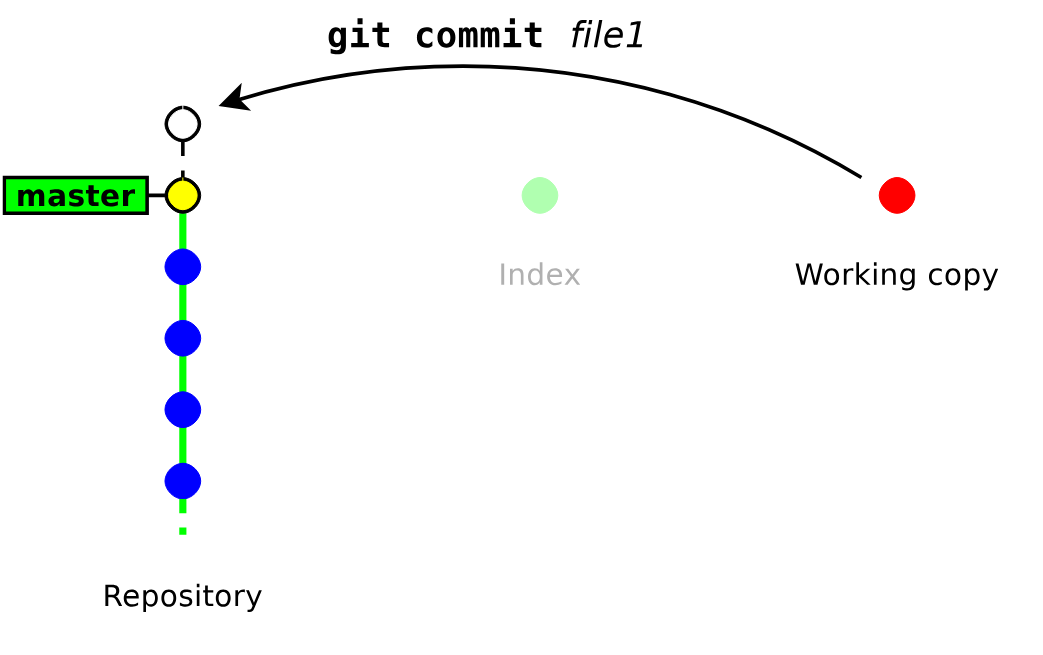 git commit file1
master
Index
Working copy
Repository